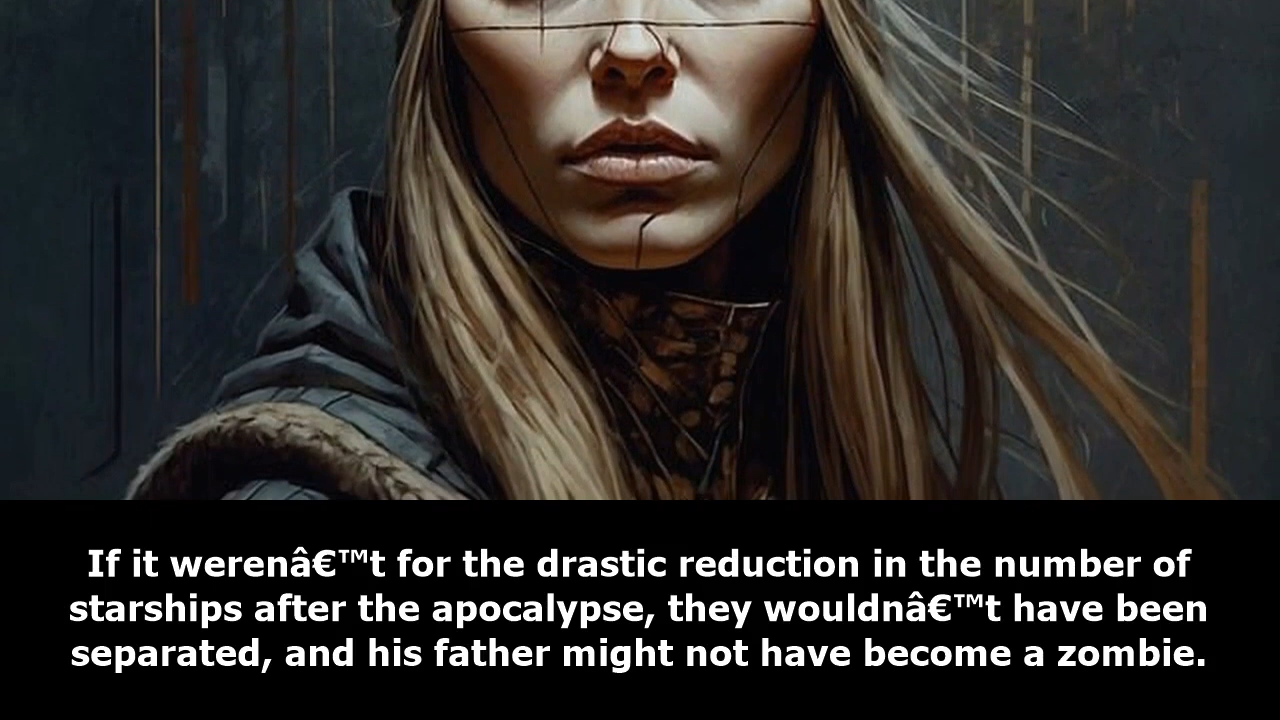 If it werenâ€™t for the drastic reduction in the number of
starships after the apocalypse, they wouldnâ€™t have been
separated, and his father might not have become a zombie.